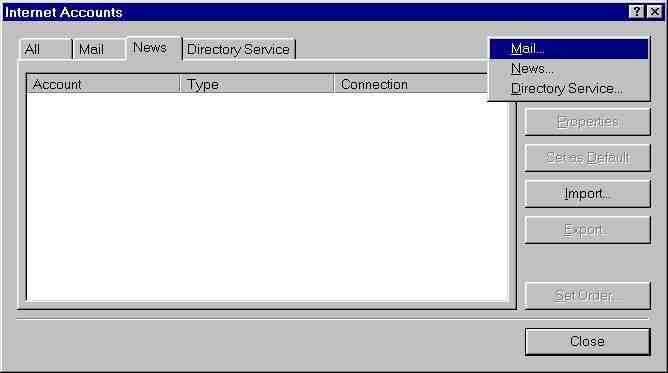 Internet Accounts
All Mail News Directory Service
Mail...
News...
Directory Service...
Account Type Connection
Properties
Set as Default
Import...
Export...
Set Order...
Close